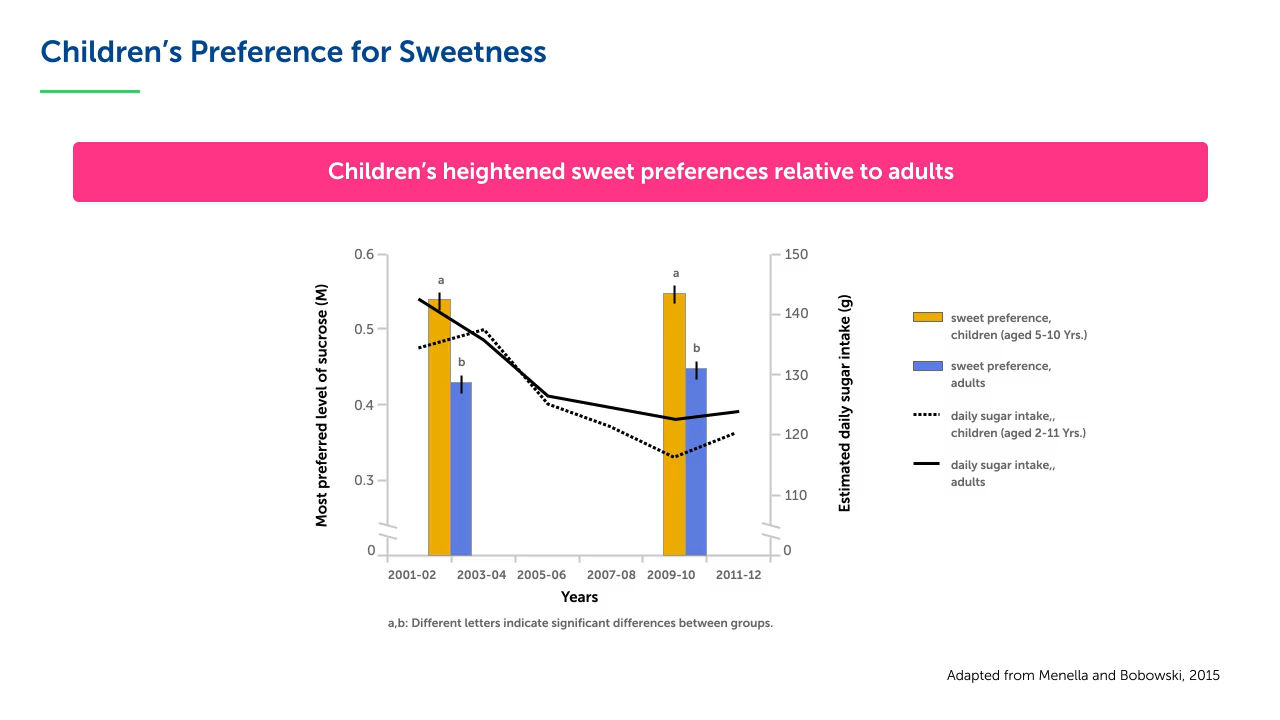 Children's Preference for Sweetness
Children's heightened sweet preferences relative to adults
Most preferred level of sucrose (M)
0.6
0.5
0.4
0.3
0
a
b
a
b
150
140
130
120
110
0
Estimated daily sugar intake (g)
2001-02 2003-04 2005-06 2007-08 2009-10 2011-12
Years
a,b: Different letters indicate significant differences between groups.
sweet preference,
children (aged 5-10 Yrs.)
sweet preference,
adults
daily sugar intake,,
children (aged 2-11 Yrs.)
daily sugar intake,,
adults
Adapted from Menella and Bobowski, 2015